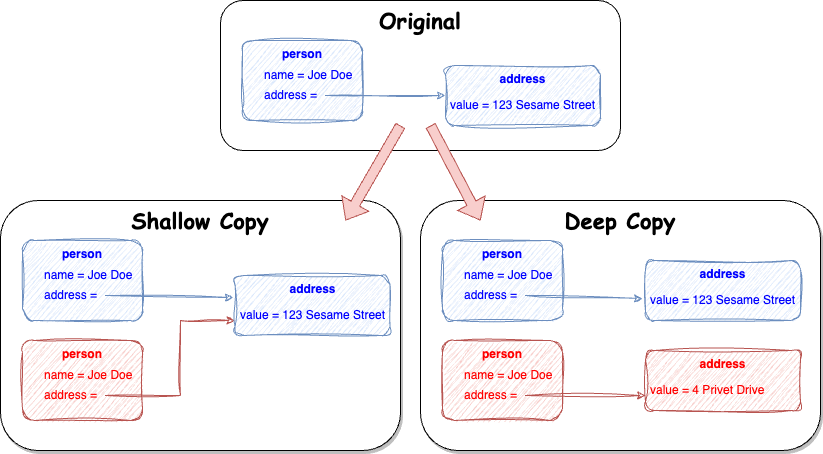 Original
person
name = Joe Doe
address =
address
value = 123 Sesame Street
Shallow Copy
person
name = Joe Doe
address =
address
value = 123 Sesame Street
person
name = Joe Doe
address =
Deep Copy
person
name = Joe Doe
address =
address
value = 123 Sesame Street
person
name = Joe Doe
address =
address
value = 4 Privet Drive